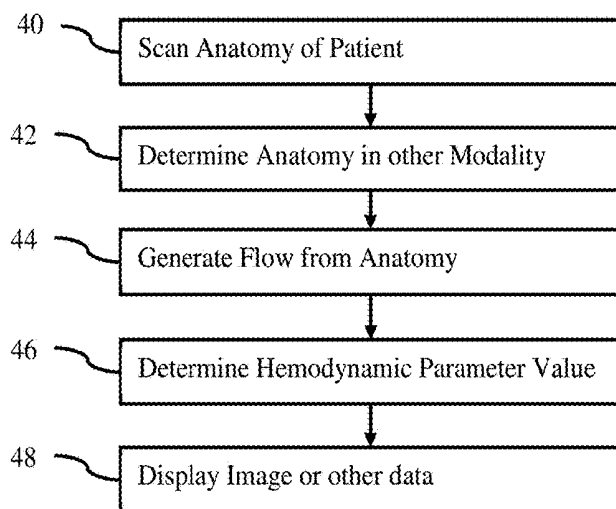 40
Scan Anatomy of Patient
42
Determine Anatomy in other Modality
44
Generate Flow from Anatomy
46
Determine Hemodynamic Parameter Value
48
Display Image or other data